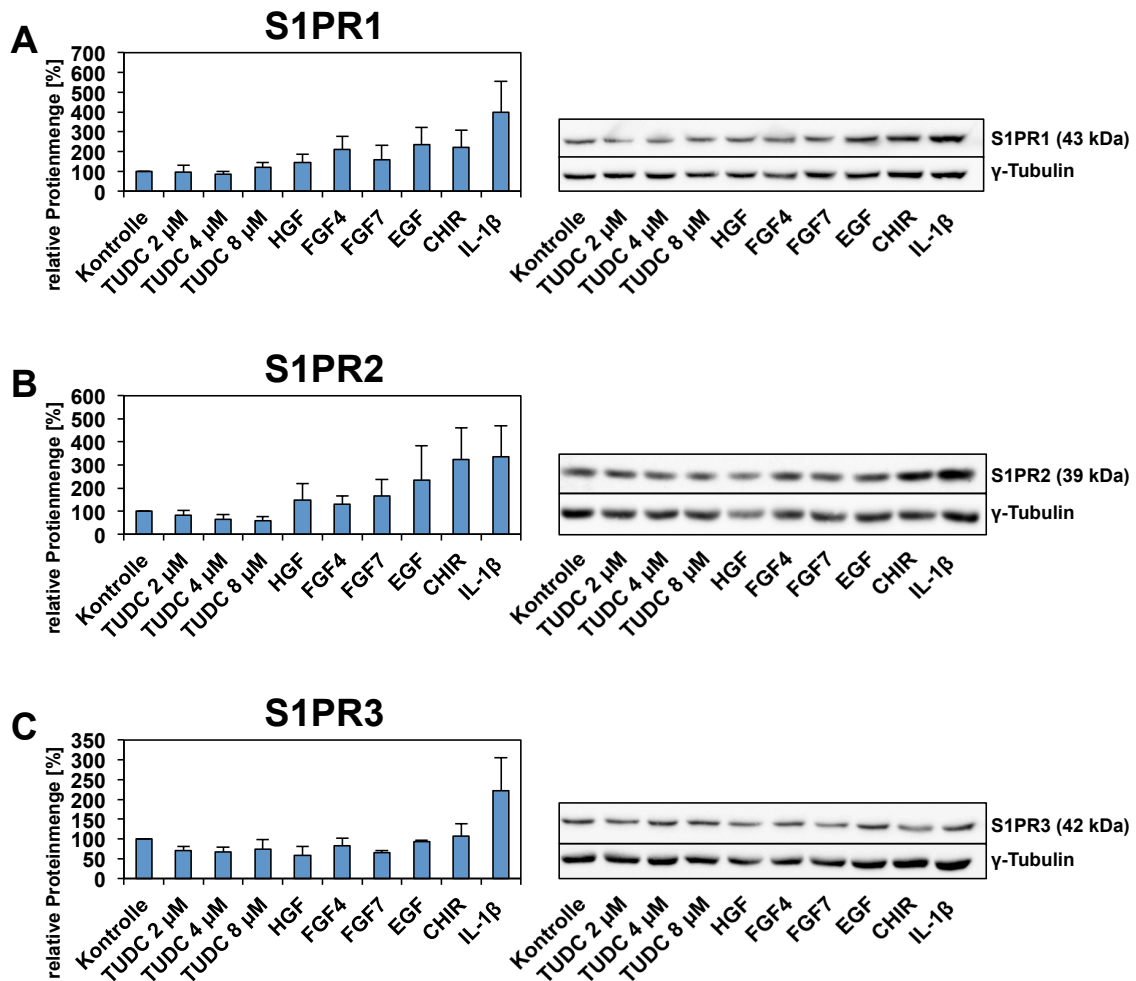 A
S1PR1
relative Protienmenge [%]
700
600
500
400
300
200
100
0
Kontrolle
TUDC 2 µM
TUDC 4 µM
TUDC 8 µM
HGF
FGF4
FGF7
EGF
CHIR
IL-1β
S1PR1 (43 kDa)
γ-Tubulin
Kontrolle
TUDC 2 µM
TUDC 4 µM
TUDC 8 µM
HGF
FGF4
FGF7
EGF
CHIR
IL-1β
B
S1PR2
relative Protienmenge [%]
600
500
400
300
200
100
0
Kontrolle
TUDC 2 µM
TUDC 4 µM
TUDC 8 µM
HGF
FGF4
FGF7
EGF
CHIR
IL-1β
S1PR2 (39 kDa)
γ-Tubulin
Kontrolle
TUDC 2 µM
TUDC 4 µM
TUDC 8 µM
HGF
FGF4
FGF7
EGF
CHIR
IL-1β
C
S1PR3
relative Proteinmenge [%]
350
300
250
200
150
100
50
0
Kontrolle
TUDC 2 µM
TUDC 4 µM
TUDC 8 µM
HGF
FGF4
FGF7
EGF
CHIR
IL-1β
S1PR3 (42 kDa)
γ-Tubulin
Kontrolle
TUDC 2 µM
TUDC 4 µM
TUDC 8 µM
HGF
FGF4
FGF7
EGF
CHIR
IL-1β